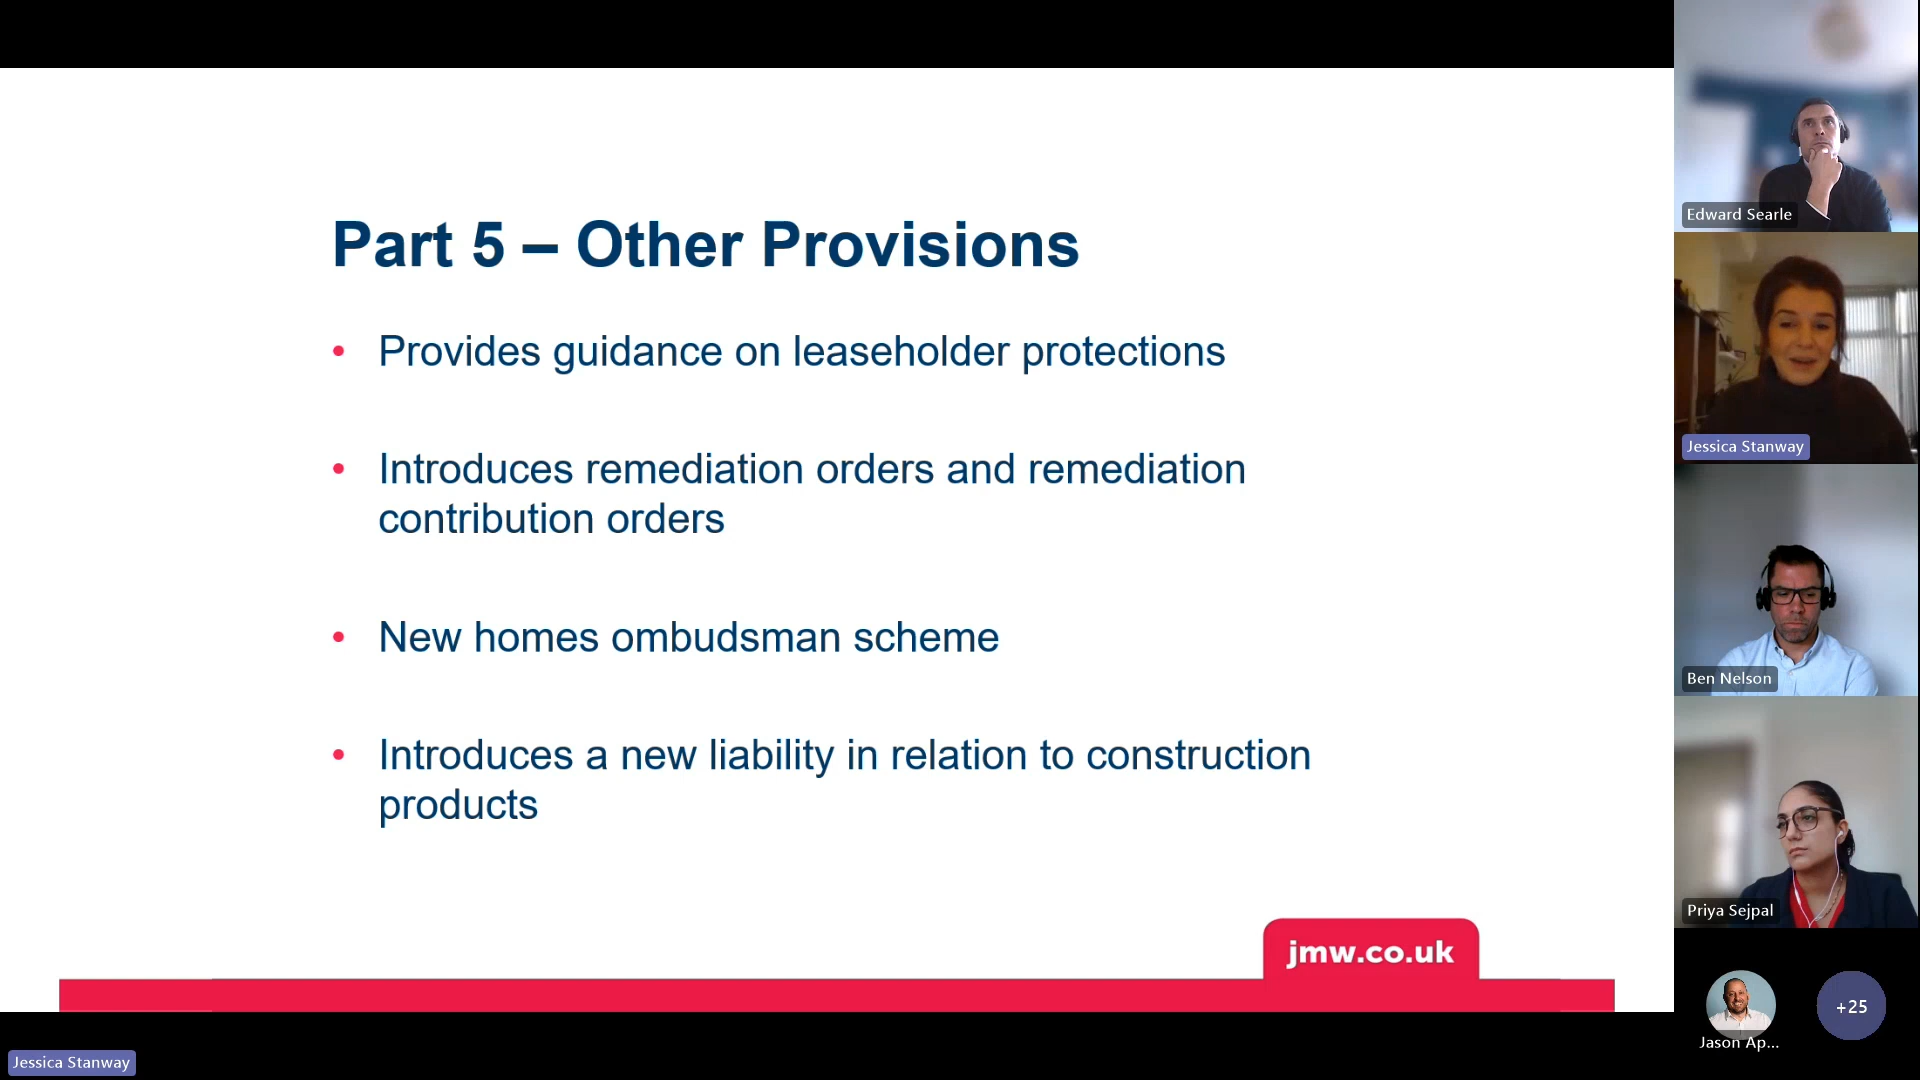 Part 5 – Other Provisions
• Provides guidance on leaseholder protections
• Introduces remediation orders and remediation
contribution orders
• New homes ombudsman scheme
• Introduces a new liability in relation to construction
products
jmw.co.uk
Jessica Stanway
Edward Searle
Jessica Stanway
Ben Nelson
Priya Sejpal
Jason Ap...
+25